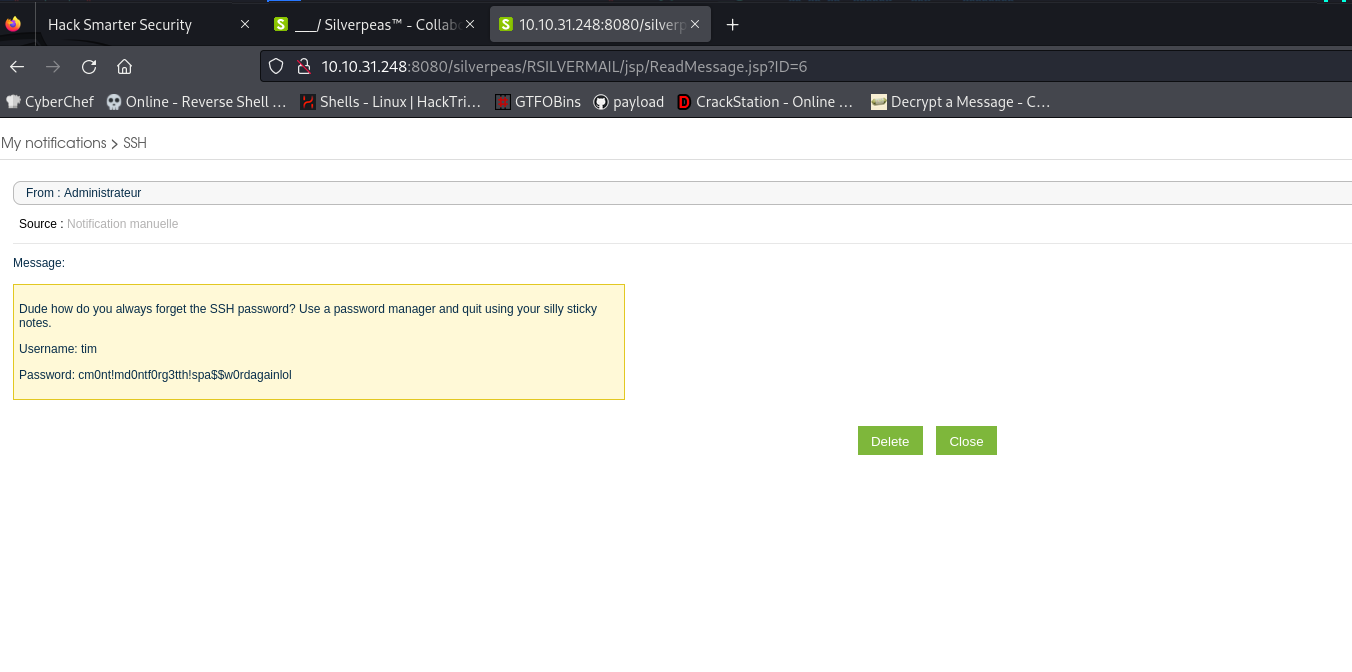 Hack Smarter Security
___/ Silverpeas™ - Collab
10.10.31.248:8080/silverp
10.10.31.248:8080/silverpeas/RSILVERMAIL/jsp/ReadMessage.jsp?ID=6
CyberChef
Online - Reverse Shell …
Shells - Linux | HackTri…
GTFOBins
payload
CrackStation - Online …
Decrypt a Message - C…
My notifications > SSH
From : Administrateur
Source : Notification manuelle
Message:
Dude how do you always forget the SSH password? Use a password manager and quit using your silly sticky
notes.
Username: tim
Password: cm0nt!md0ntf0rg3tth!spa$$w0rdagainlol
Delete
Close